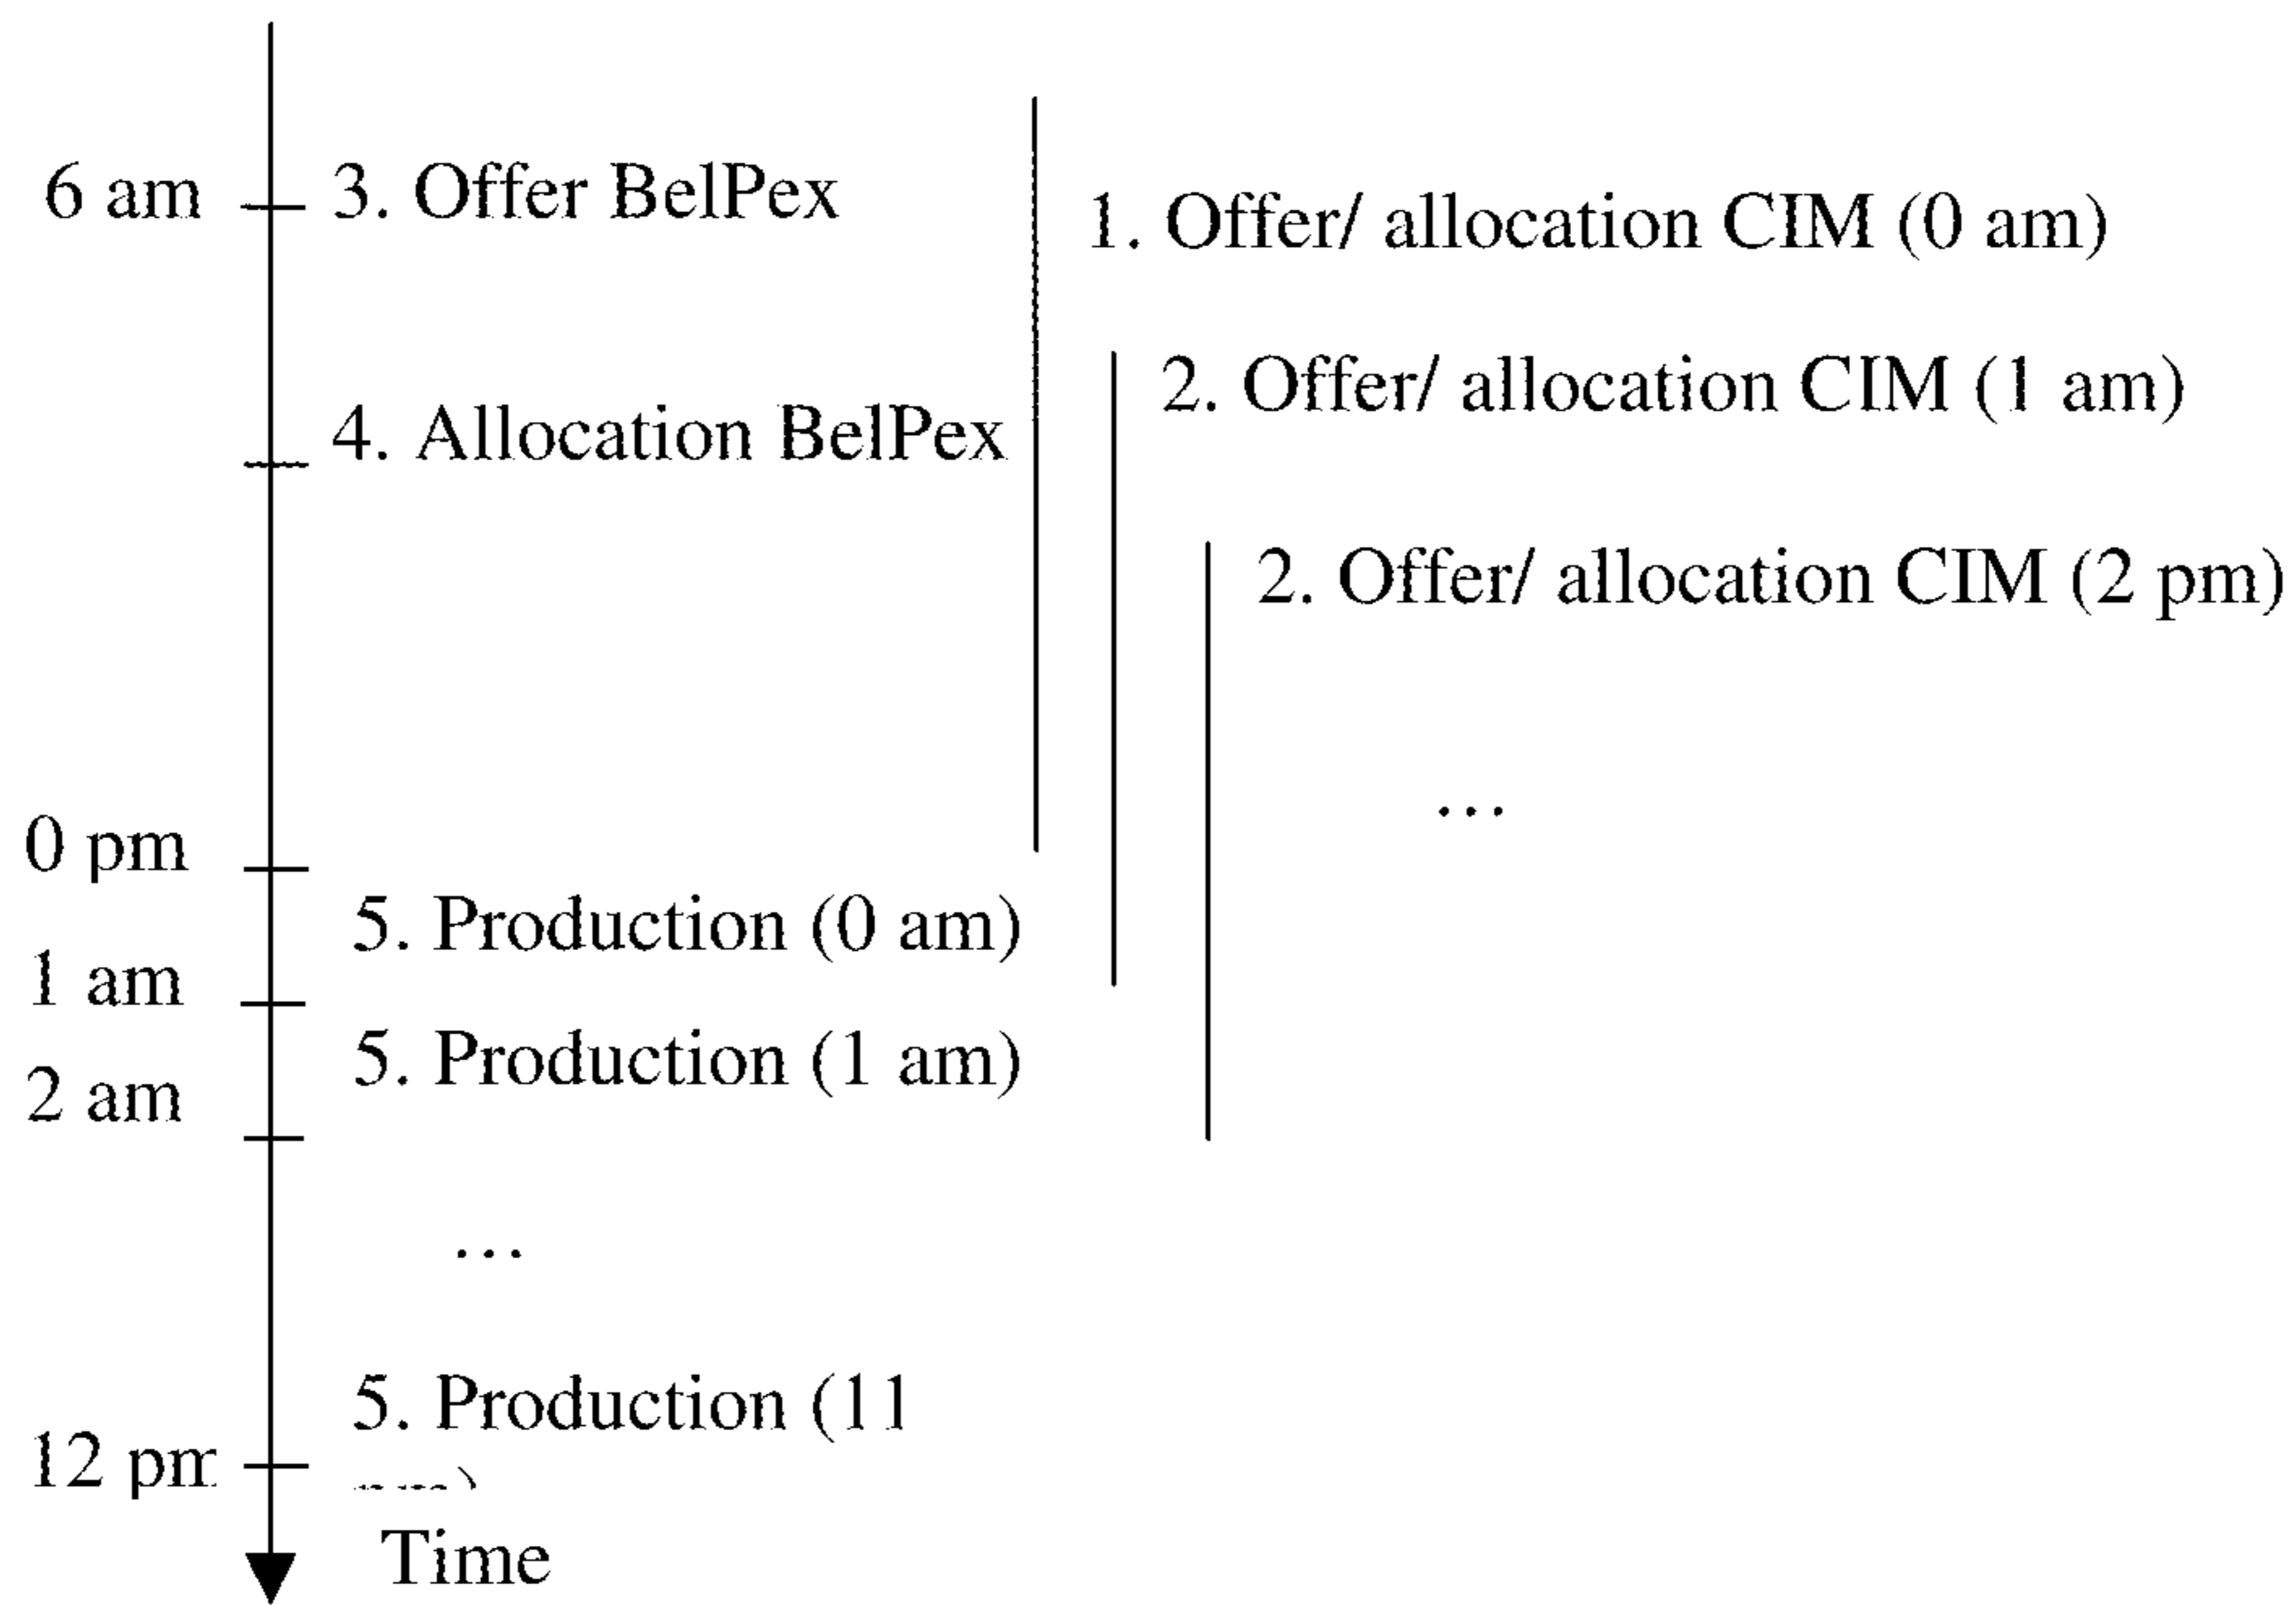 6 am
3. Offer BelPex
1. Offer/ allocation CIM (0 am)
2. Offer/ allocation CIM (1 am)
4. Allocation BelPex
2. Offer/ allocation CIM (2 pm)
...
0 pm
5. Production (0 am)
1 am
5. Production (1 am)
2 am
...
5. Production (11
12 pm
Time